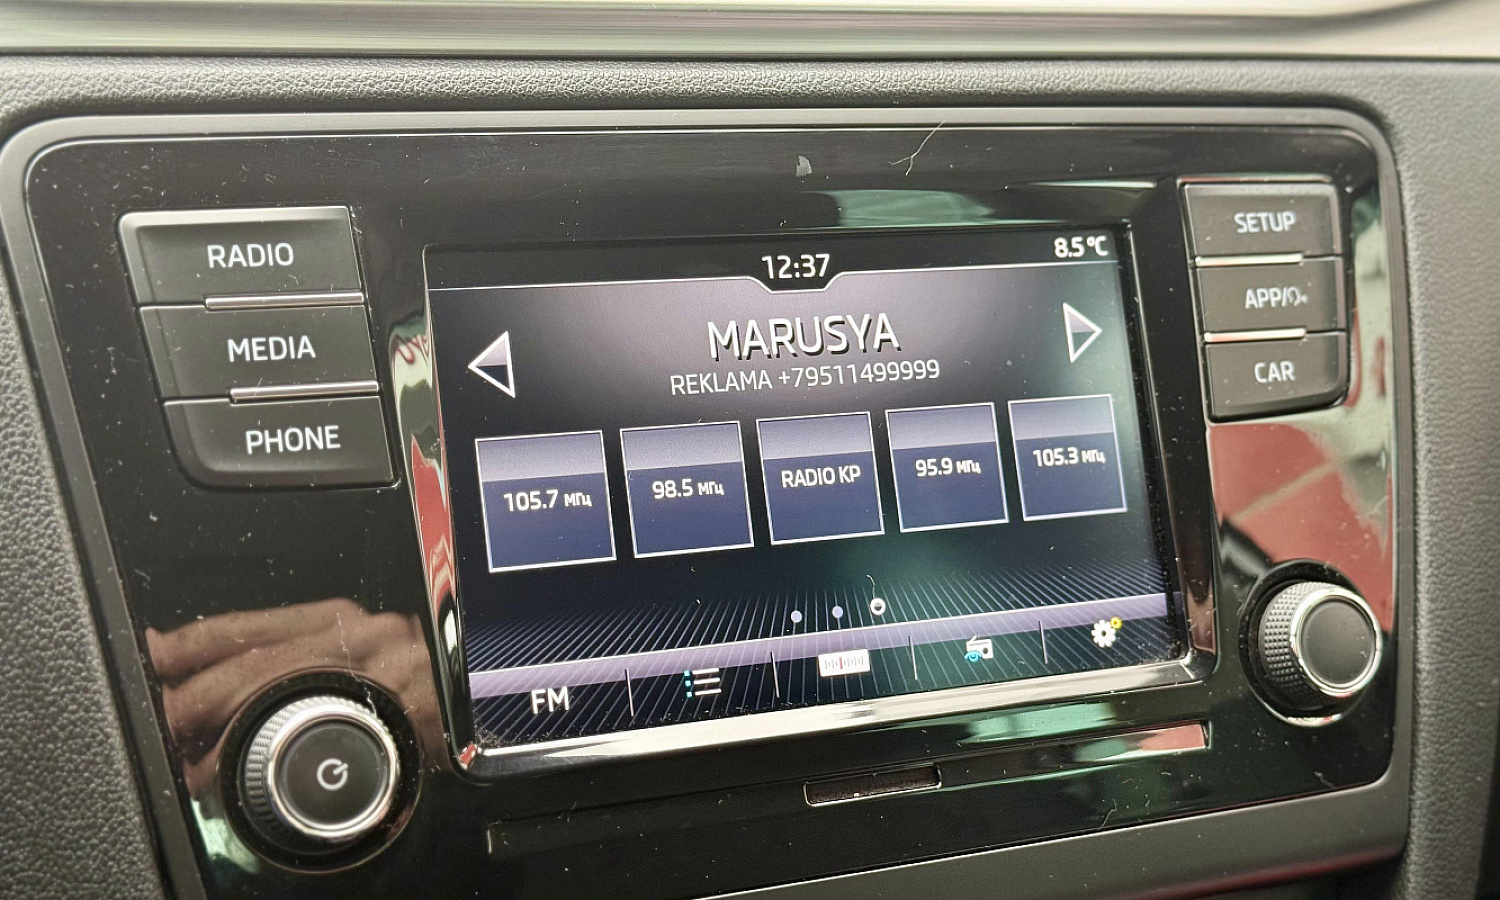 RADIO
MEDIA
PHONE
12:37
8.5°C
MARUSYA
REKLAMA +79511499999
105.7 МГц
98.5 МГц
RADIO KP
95.9 МГц
105.3 МГц
FM
SETUP
APP/
CAR